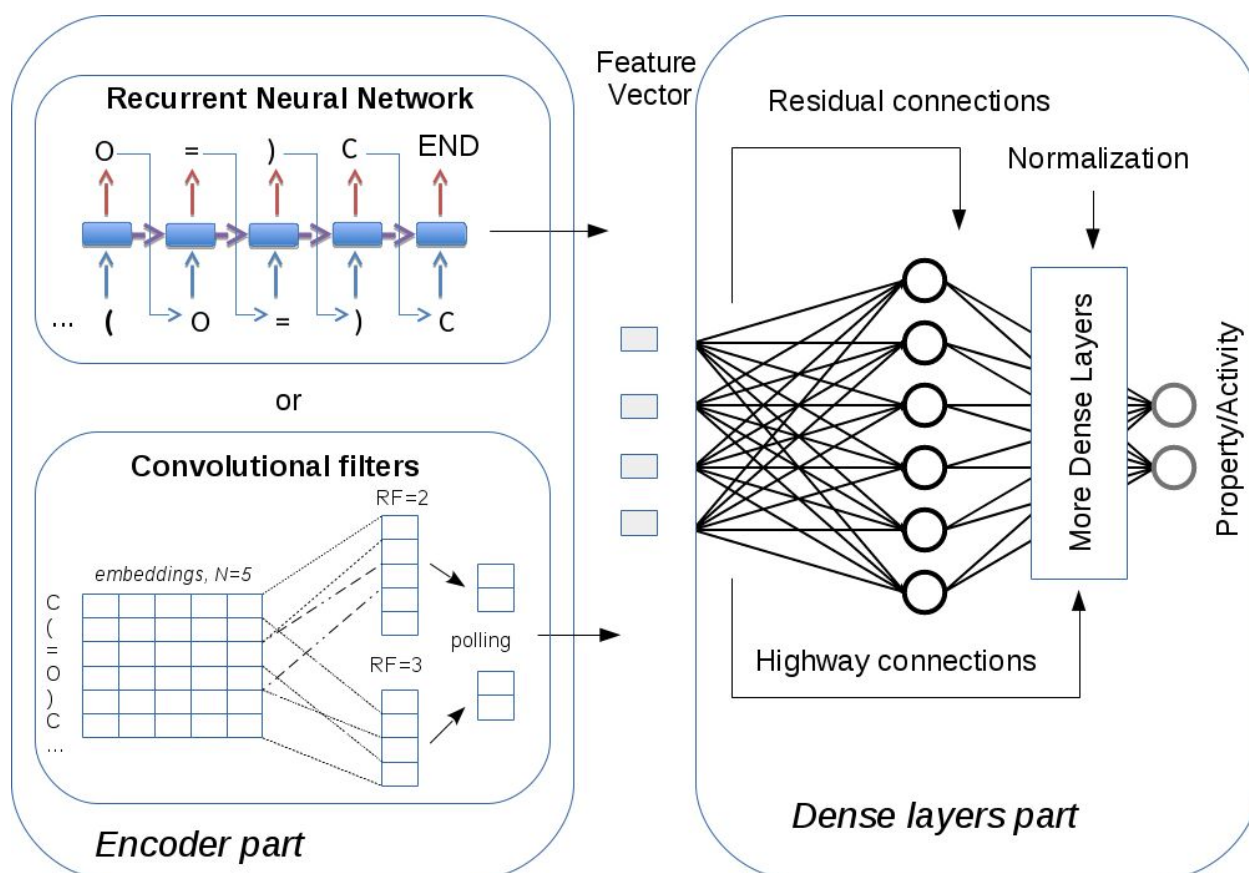 Recurrent Neural Network
O = ) C END
... ( O = ) C
or
Convolutional filters
RF=2
embeddings, N=5
C
(
=
O
)
C
...
polling
RF=3
Encoder part
Feature
Vector
Residual connections
Normalization
More Dense Layers
Property/Activity
Highway connections
Dense layers part